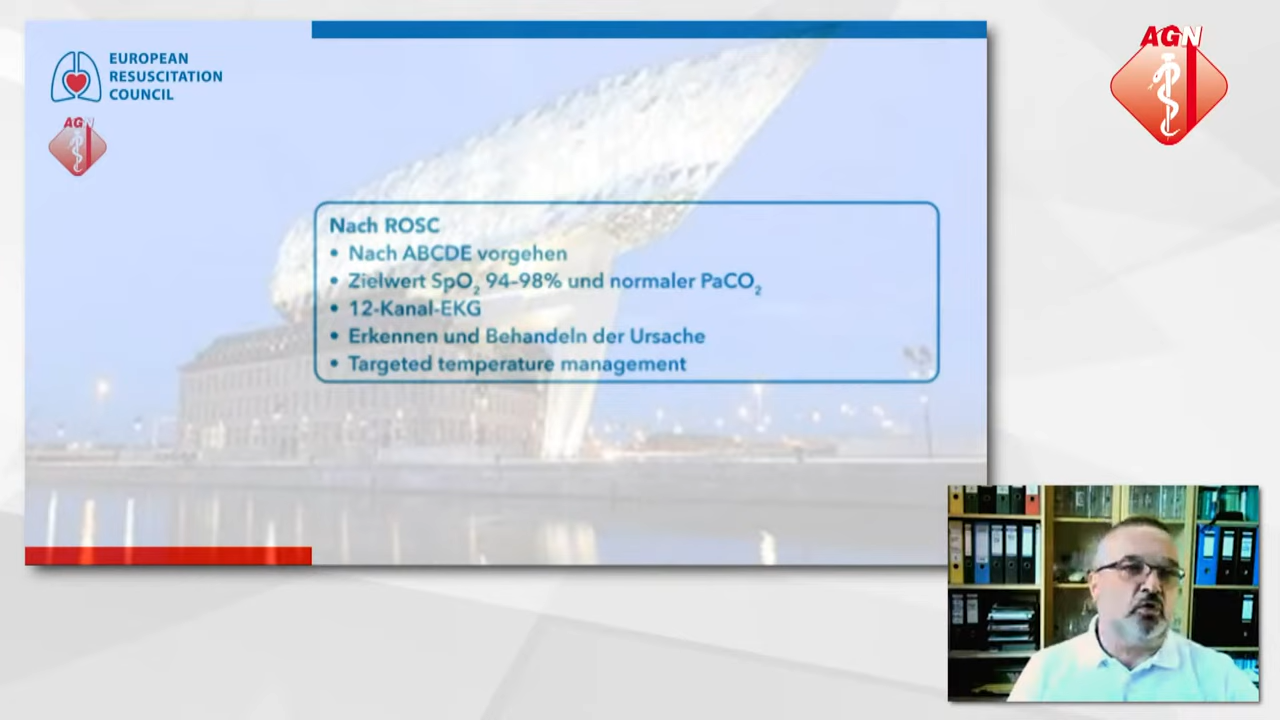 EUROPEAN
RESUSCITATION
COUNCIL
AGN
Nach ROSC
• Nach ABCDE vorgehen
• Zielwert SpO₂ 94–98% und normaler PaCO₂
• 12-Kanal-EKG
• Erkennen und Behandeln der Ursache
• Targeted temperature management
AGN